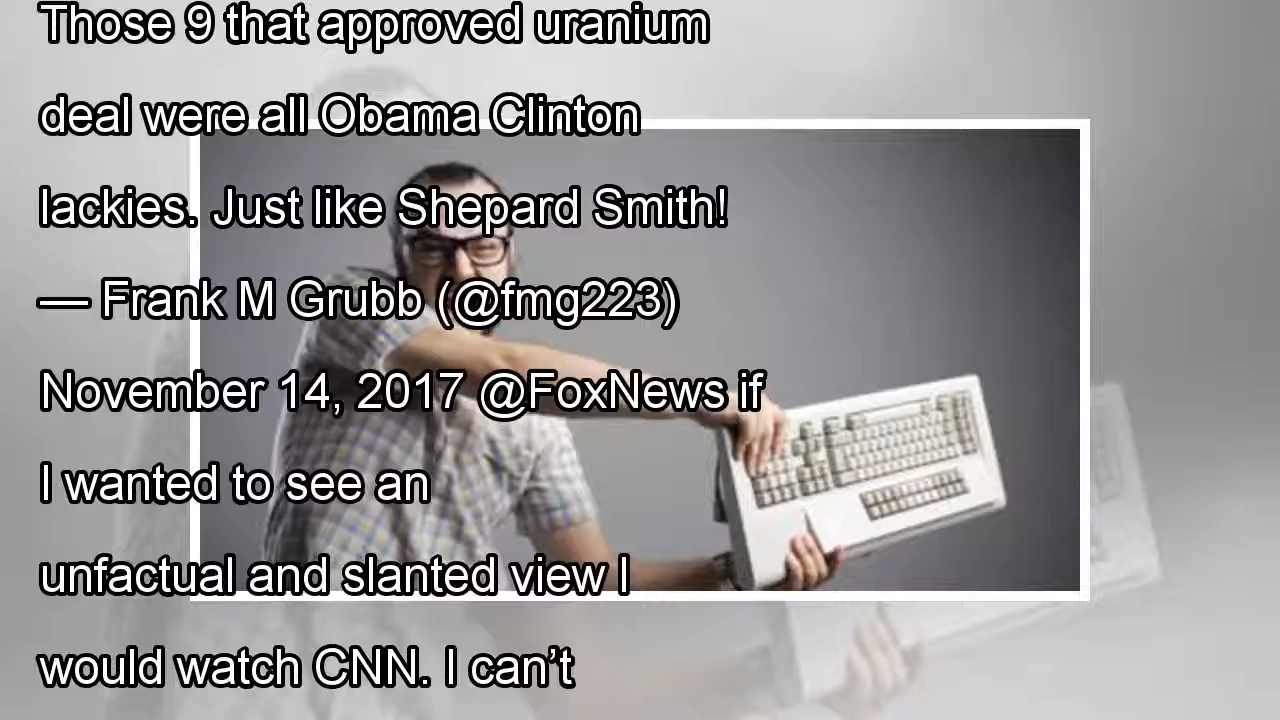 Those 9 that approved uranium
deal were all Obama Clinton
lackies. Just like Shepard Smith!
— Frank M Grubb (@fmg223)
November 14, 2017 @FoxNews if
I wanted to see an
unfactual and slanted view I
would watch CNN. I can’t